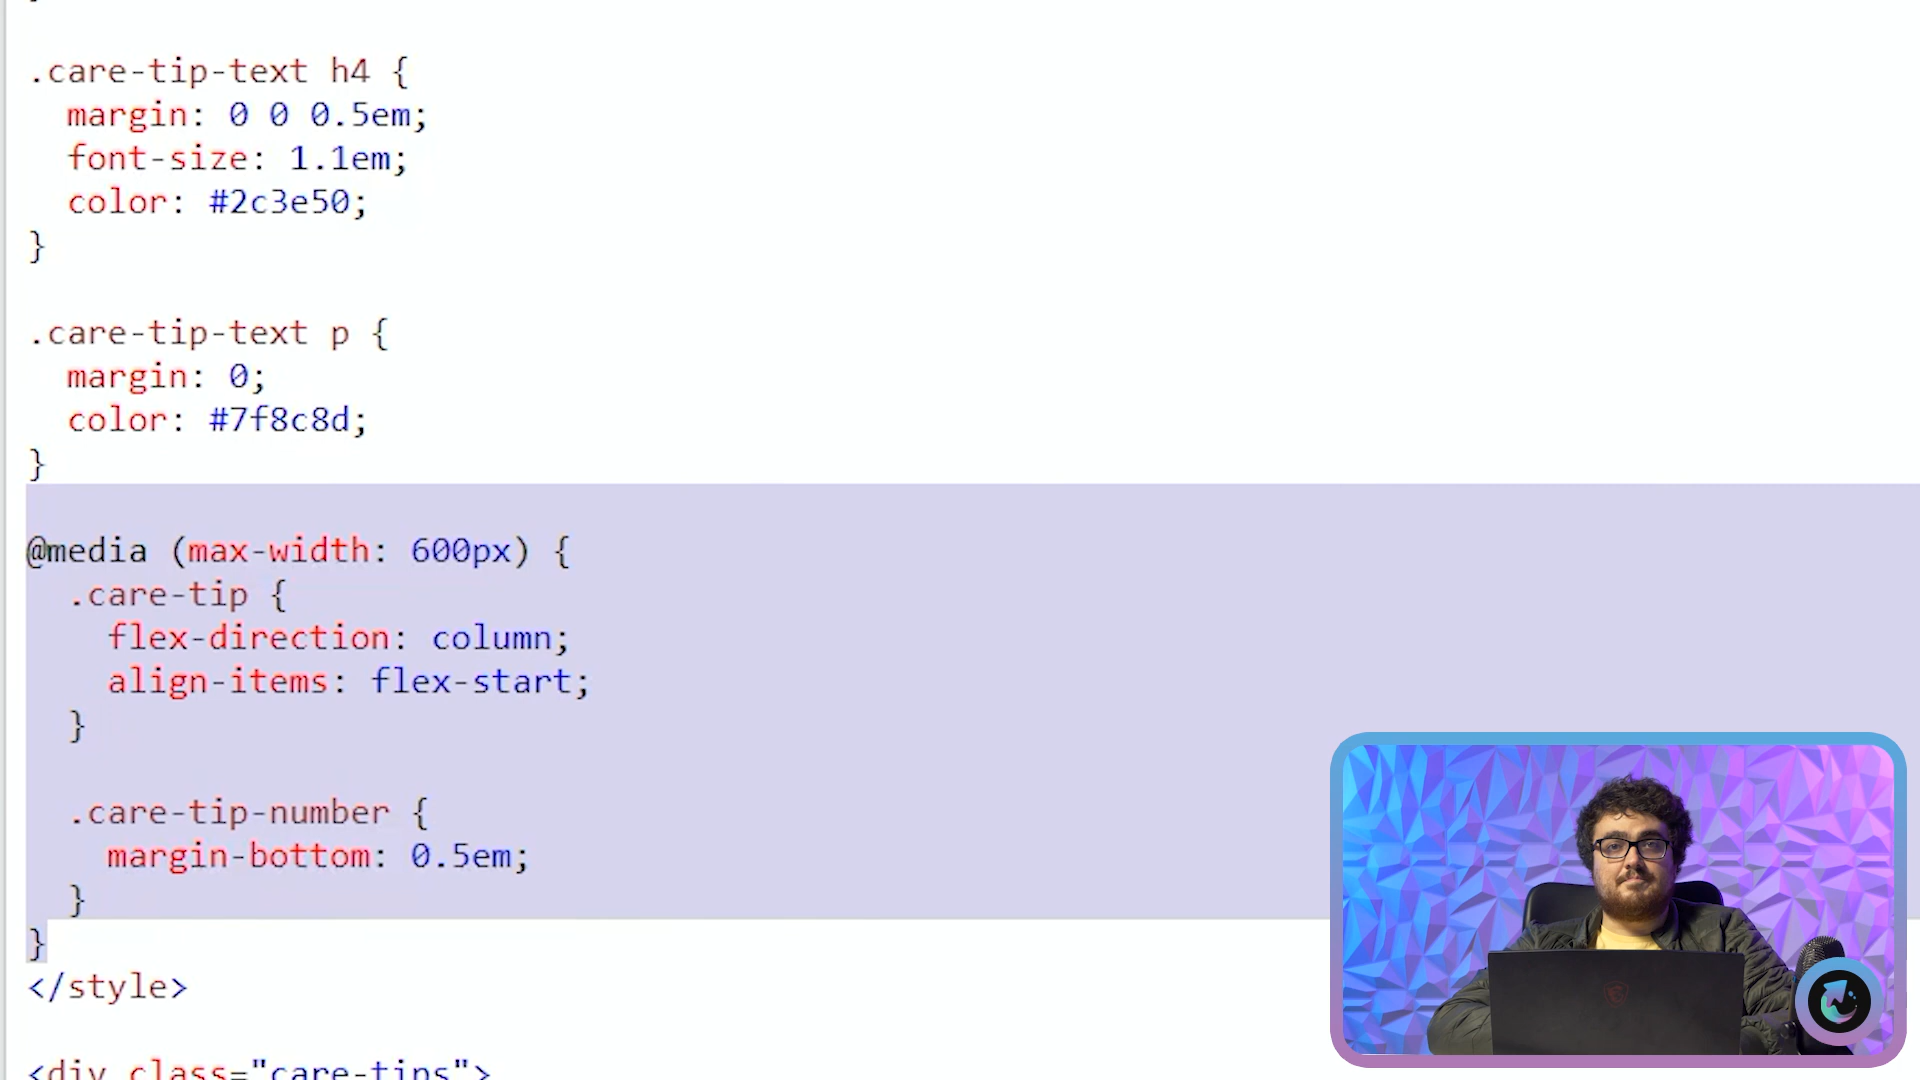 .care-tip-text h4 {
margin: 0 0 0.5em;
font-size: 1.1em;
color: #2c3e50;
}
.care-tip-text p {
margin: 0;
color: #7f8c8d;
}
@media (max-width: 600px) {
.care-tip {
flex-direction: column;
align-items: flex-start;
}
.care-tip-number {
margin-bottom: 0.5em;
}
}
</style>
<div class="care-tips">